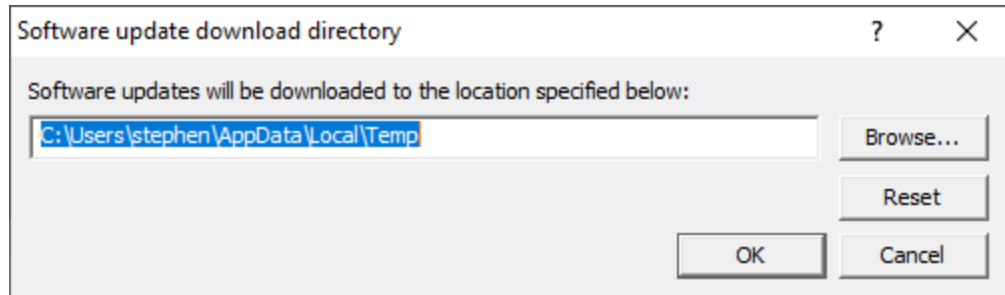 Software update download directory ? X
Software updates will be downloaded to the location specified below:
C:\Users\stephen\AppData\Local\Temp Browse...
Reset
OK Cancel